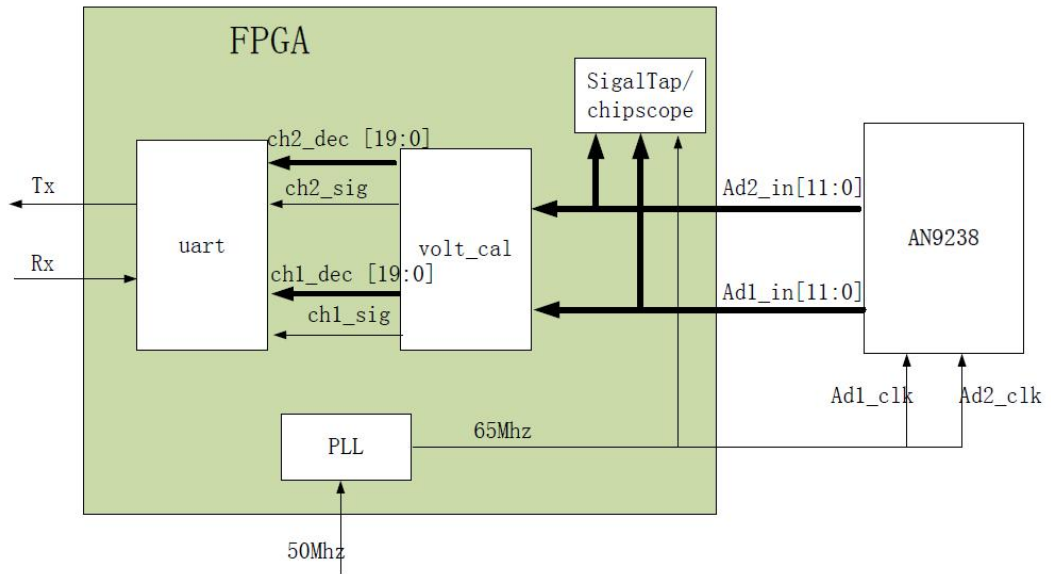 FPGA
SigalTap/
chipscope
ch2_dec [19:0]
Tx
ch2_sig
Ad2_in[11:0]
uart
volt_cal
AN9238
Rx
ch1_dec [19:0]
Ad1_in[11:0]
ch1_sig
Ad1_clk
Ad2_clk
PLL
65Mhz
50Mhz